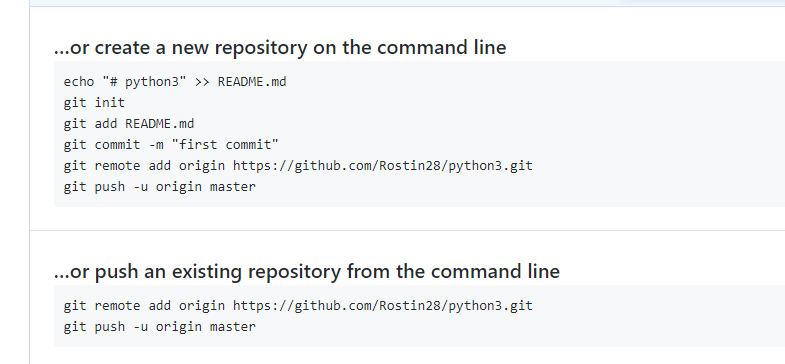 ...or create a new repository on the command line
echo "# python3" >> README.md
git init
git add README.md
git commit -m "first commit"
git remote add origin https://github.com/Rostin28/python3.git
git push -u origin master
...or push an existing repository from the command line
git remote add origin https://github.com/Rostin28/python3.git
git push -u origin master